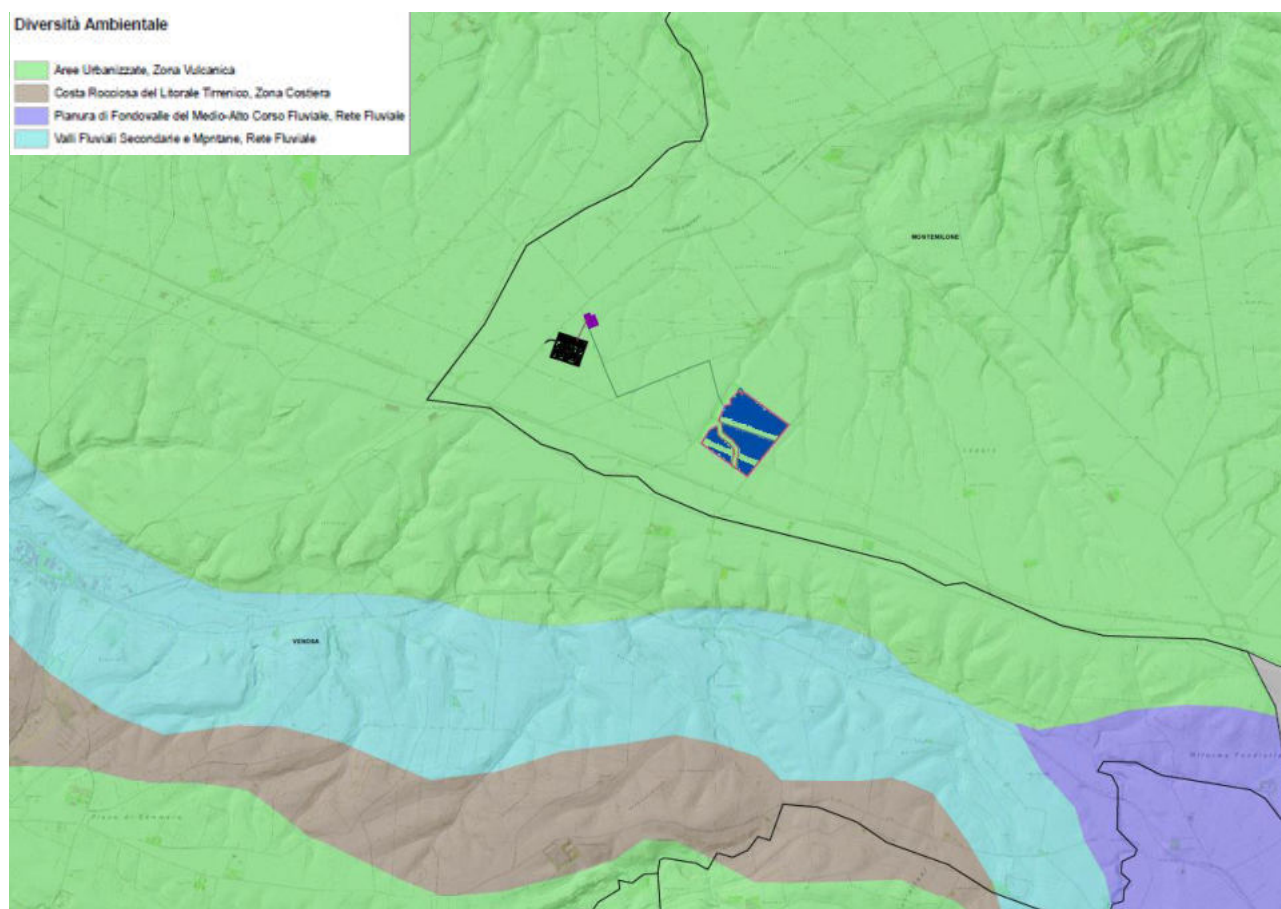 Diversità Ambientale
Aree Urbanizzate, Zona Vulcanica
Costa Rocciosa del Litorale Tirrenico, Zona Costiera
Pianura di Fondovalle del Medio-Alto Corso Fluviale, Rete Fluviale
Valli Fluviali Secondarie e Montane, Rete Fluviale
MONTEMILONE
VENOSA